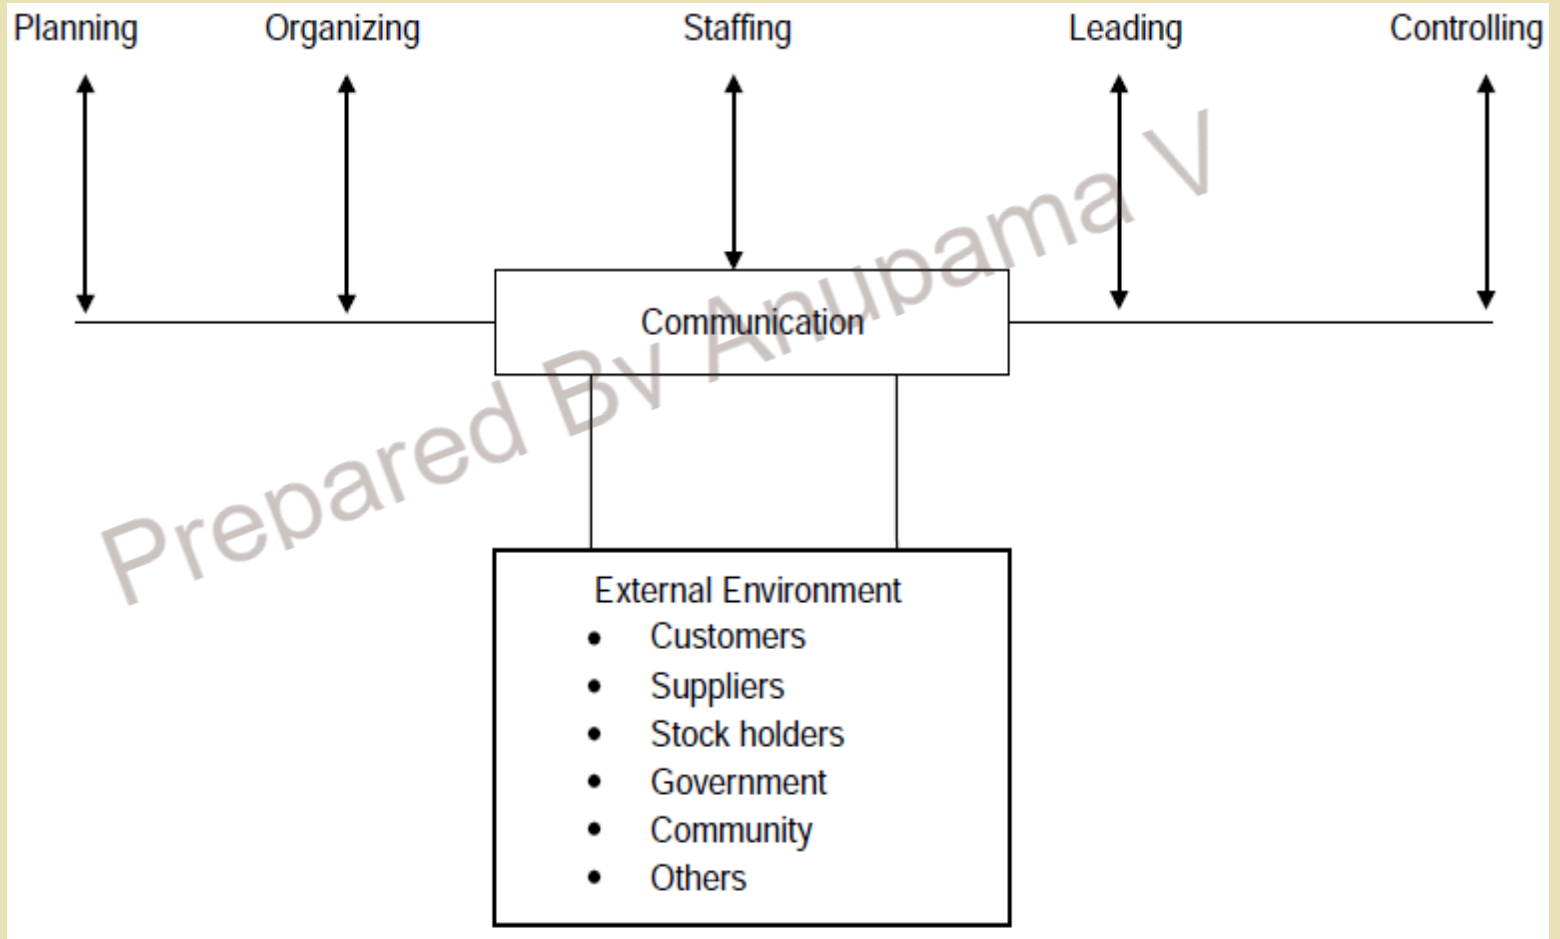 Planning Organizing Staffing Leading Controlling
Communication
Prepared By Anupama V
External Environment
• Customers
• Suppliers
• Stock holders
• Government
• Community
• Others